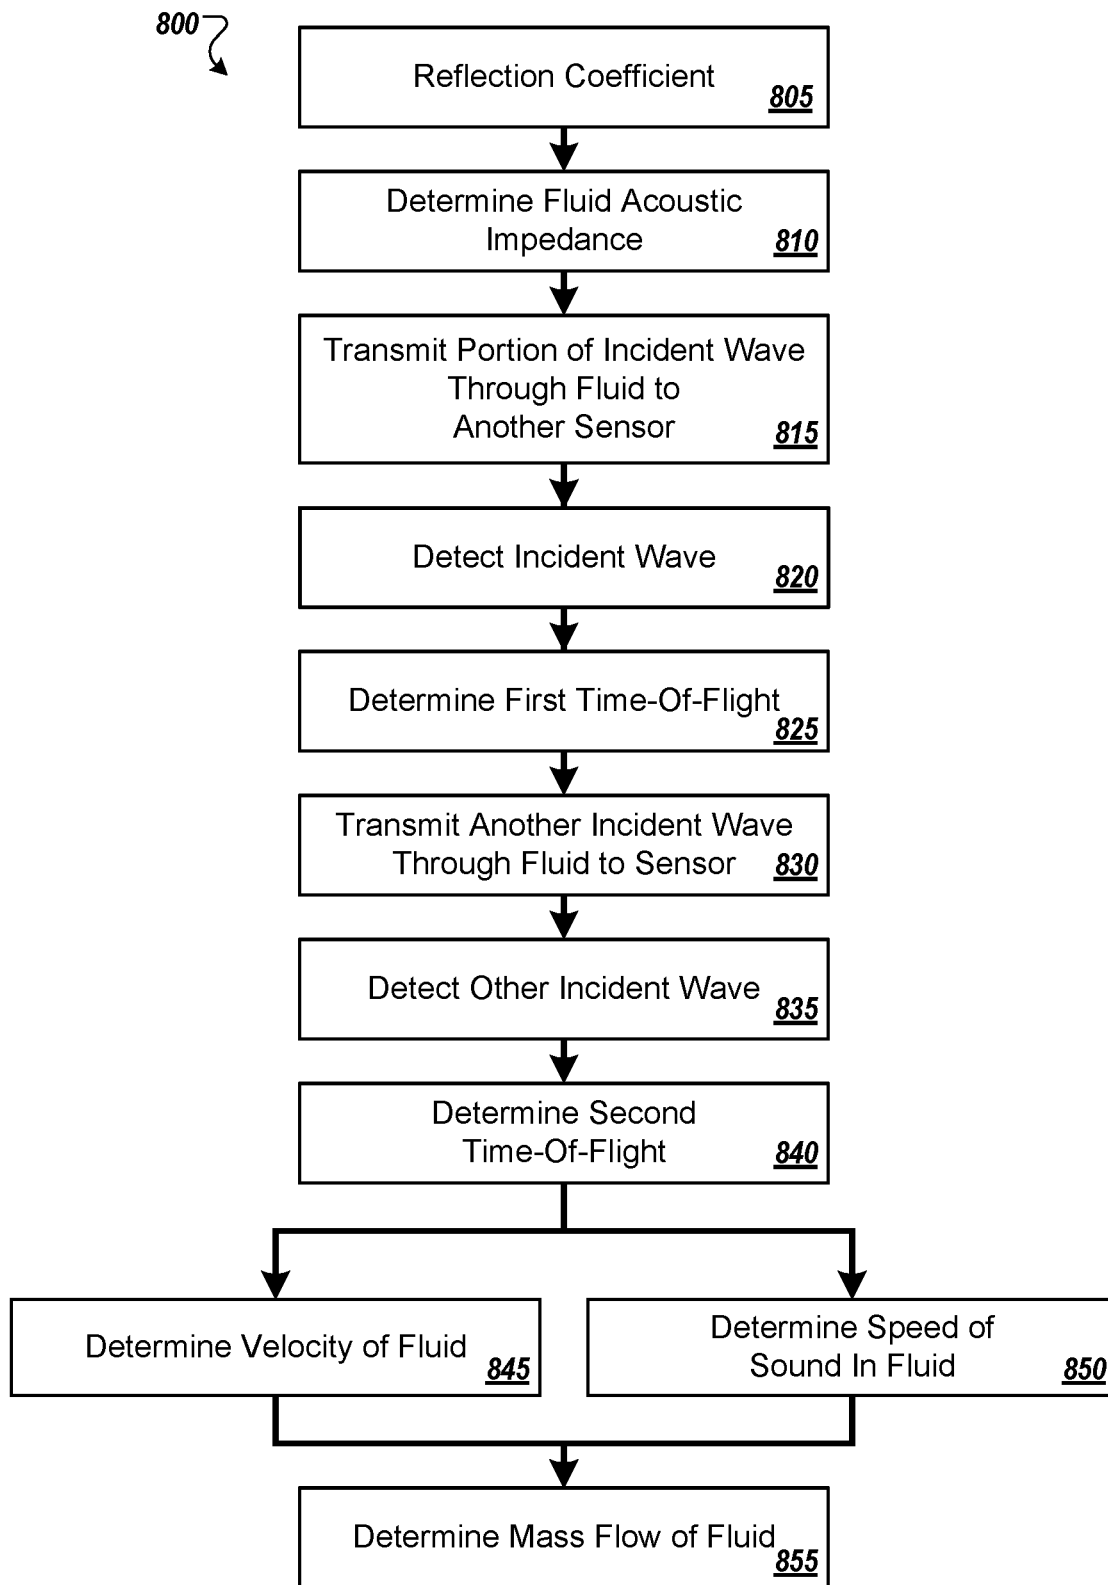 800
Reflection Coefficient
805
Determine Fluid Acoustic
Impedance
810
Transmit Portion of Incident Wave
Through Fluid to
Another Sensor
815
Detect Incident Wave
820
Determine First Time-Of-Flight
825
Transmit Another Incident Wave
Through Fluid to Sensor
830
Detect Other Incident Wave
835
Determine Second
Time-Of-Flight
840
Determine Velocity of Fluid
845
Determine Speed of
Sound In Fluid
850
Determine Mass Flow of Fluid
855